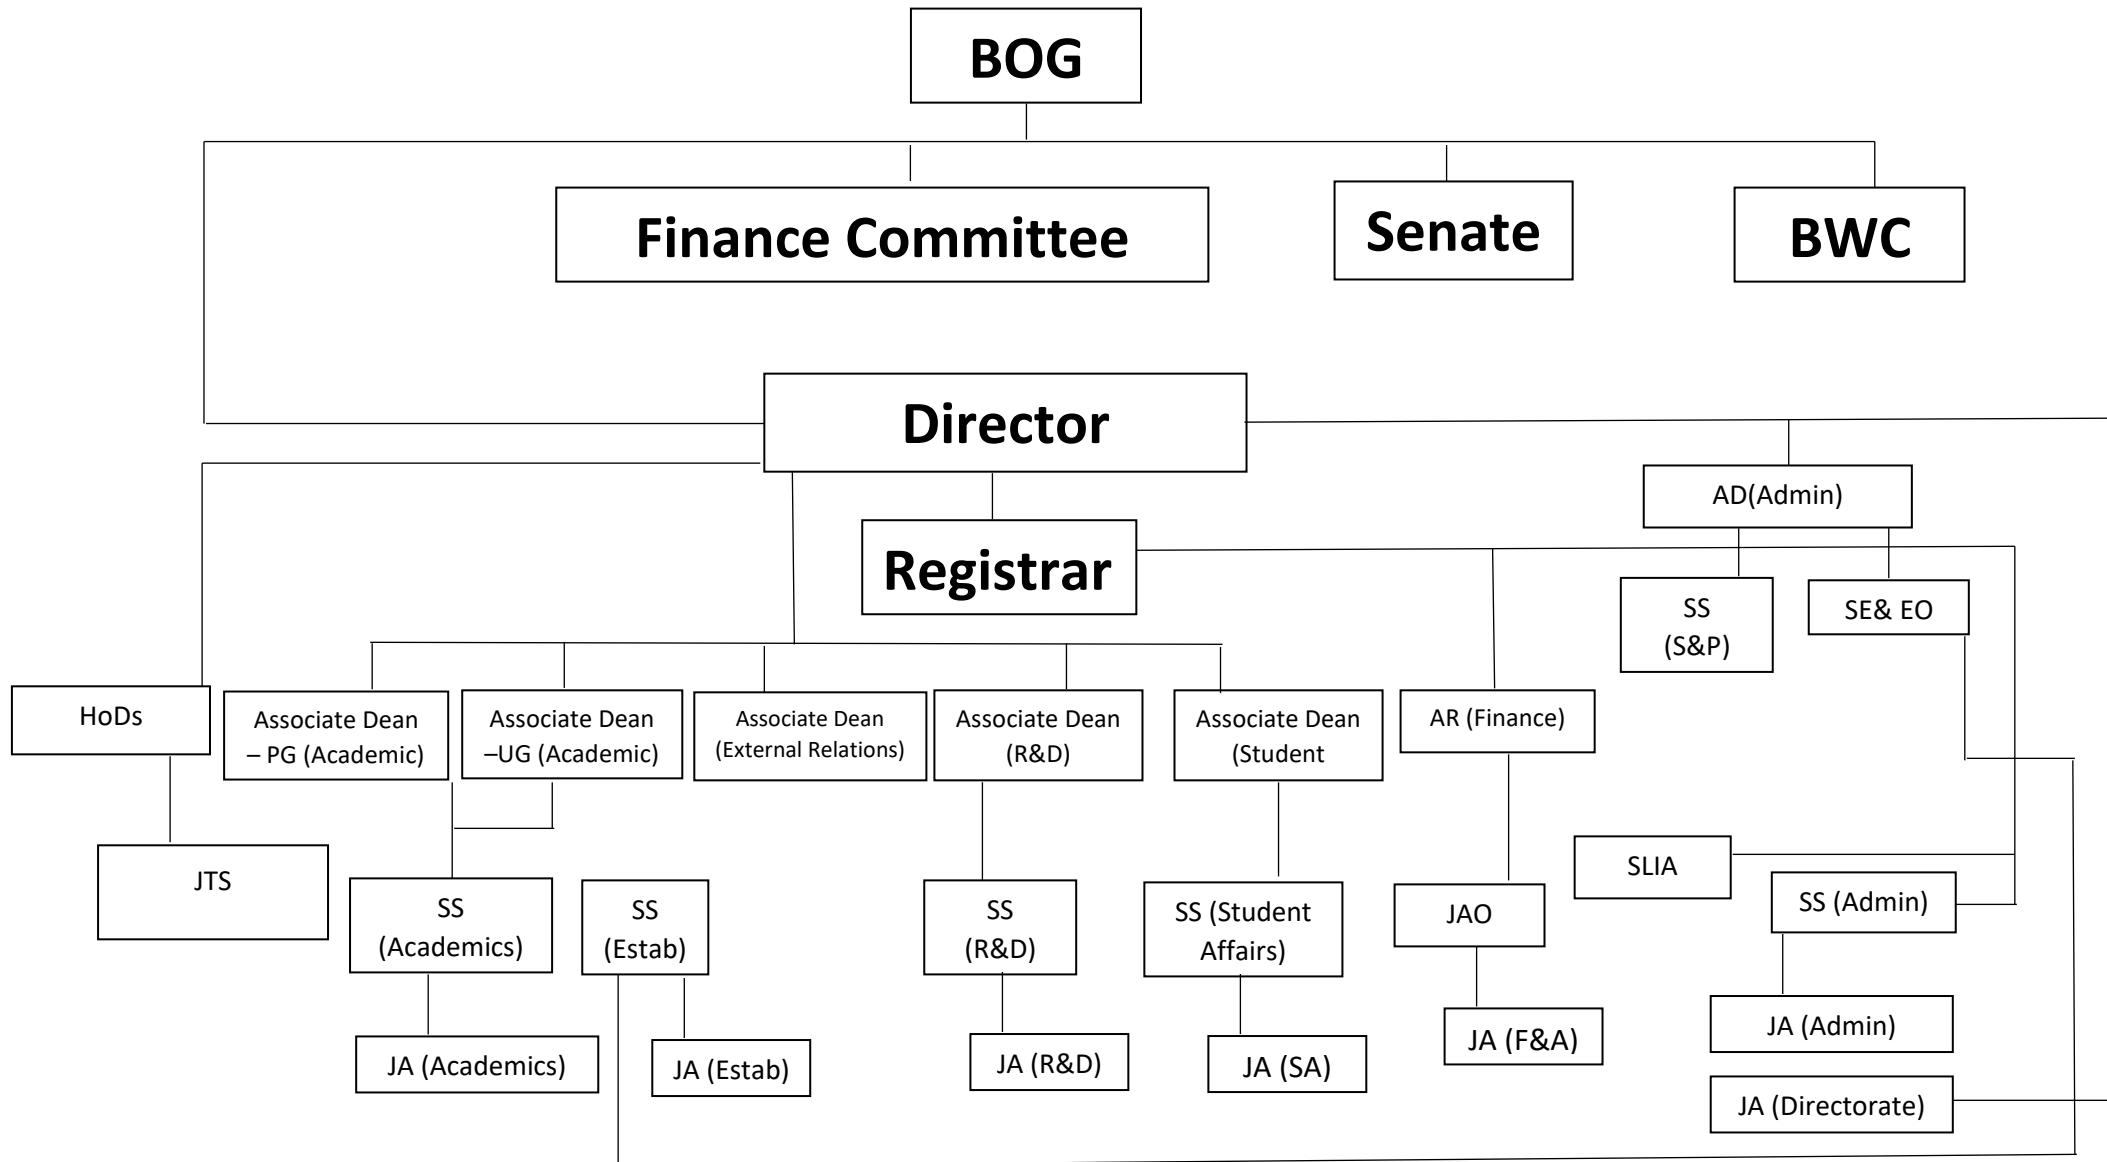 BOG
Finance Committee
Senate
BWC
Director
AD(Admin)
Registrar
SS
(S&P)
SE& EO
HoDs
Associate Dean
– PG (Academic)
Associate Dean
–UG (Academic)
Associate Dean
(External Relations)
Associate Dean
(R&D)
Associate Dean
(Student
AR (Finance)
JTS
SS
(Academics)
SS
(Estab)
SS
(R&D)
SS (Student
Affairs)
JAO
SLIA
SS (Admin)
JA (Academics)
JA (Estab)
JA (R&D)
JA (SA)
JA (F&A)
JA (Admin)
JA (Directorate)